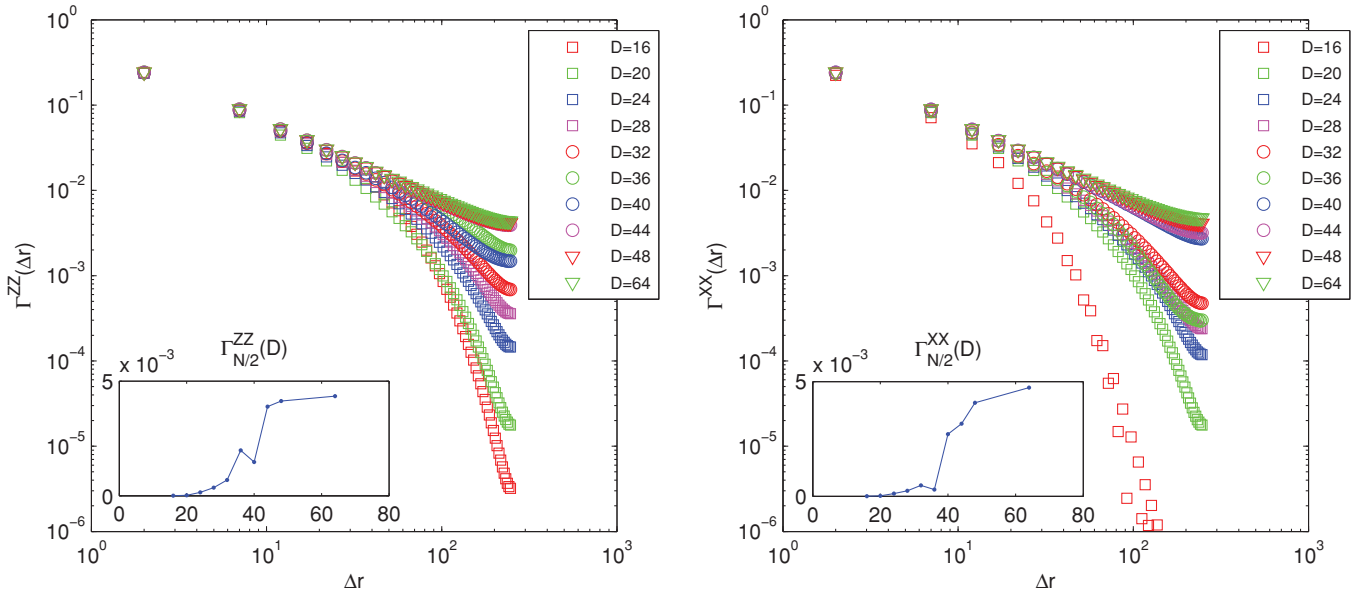 10^0
10^-1
10^-2
10^-3
10^-4
10^-5
10^-6
10^0
10^1
10^2
10^3
Δr
Γ^ZZ(Δr)
D=16
D=20
D=24
D=28
D=32
D=36
D=40
D=44
D=48
D=64
x 10^-3
Γ^ZZ_N/2(D)
5
0
0
20
40
60
80
10^0
10^-1
10^-2
10^-3
10^-4
10^-5
10^-6
10^0
10^1
10^2
10^3
Δr
Γ^XX(Δr)
D=16
D=20
D=24
D=28
D=32
D=36
D=40
D=44
D=48
D=64
x 10^-3
Γ^XX_N/2(D)
5
0
0
20
40
60
80